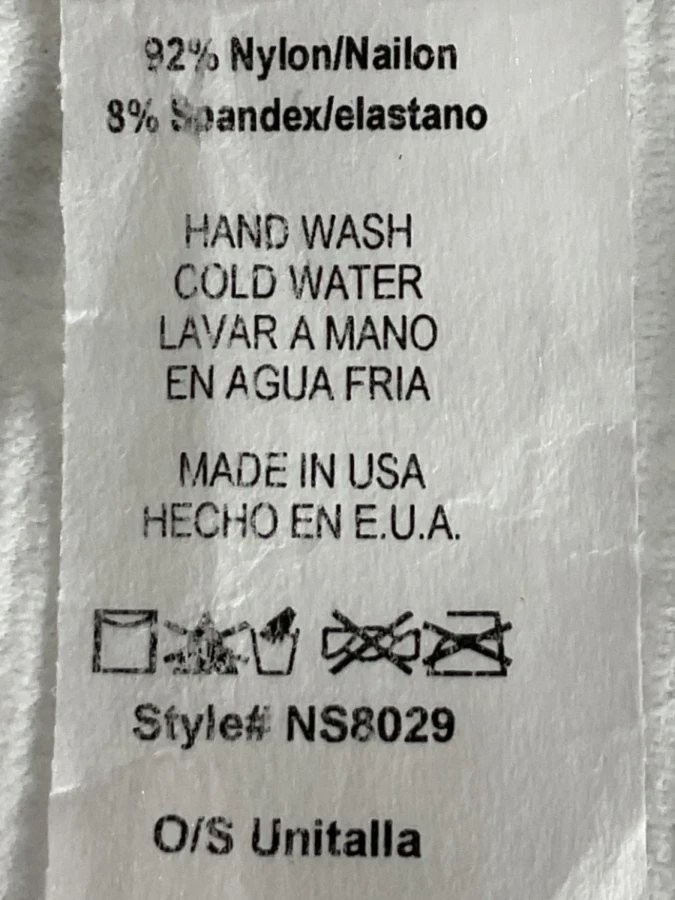 92% Nylon/Nailon
8% Spandex/elastano
HAND WASH
COLD WATER
LAVAR A MANO
EN AGUA FRIA
MADE IN USA
HECHO EN E.U.A.
Style# NS8029
O/S Unitalla